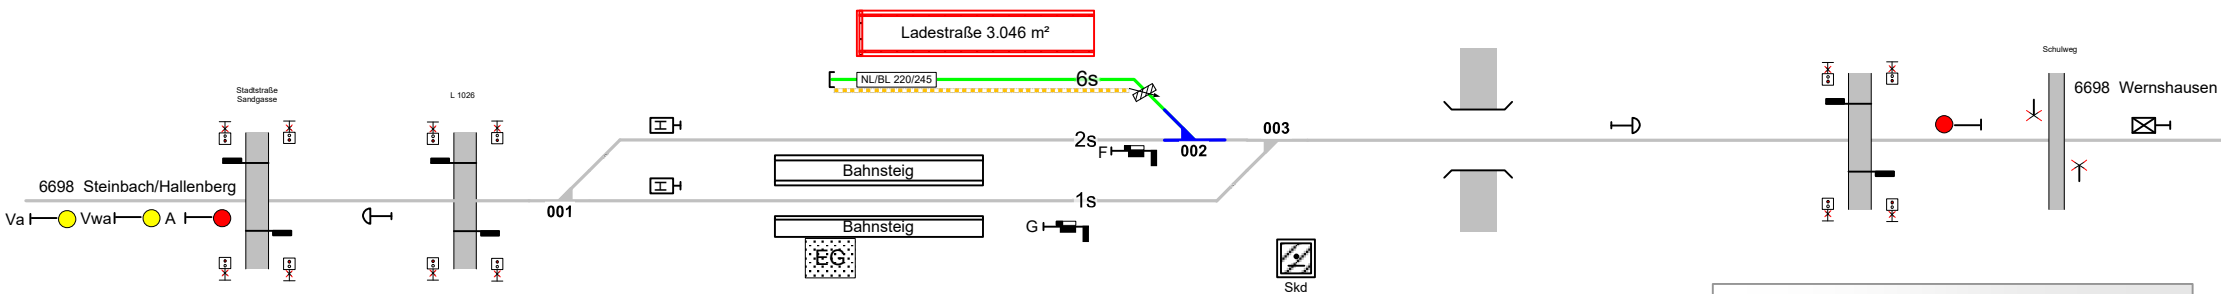 Ladestraße 3.046 m²
Schulweg
NL/BL 220/245
6s
Stadtstraße
Sandgasse
L 1026
6698 Wernshausen
003
2s
F
002
Bahnsteig
6698 Steinbach/Hallenberg
1s
001
Va
Vwa
A
Bahnsteig
G
EG
Skd